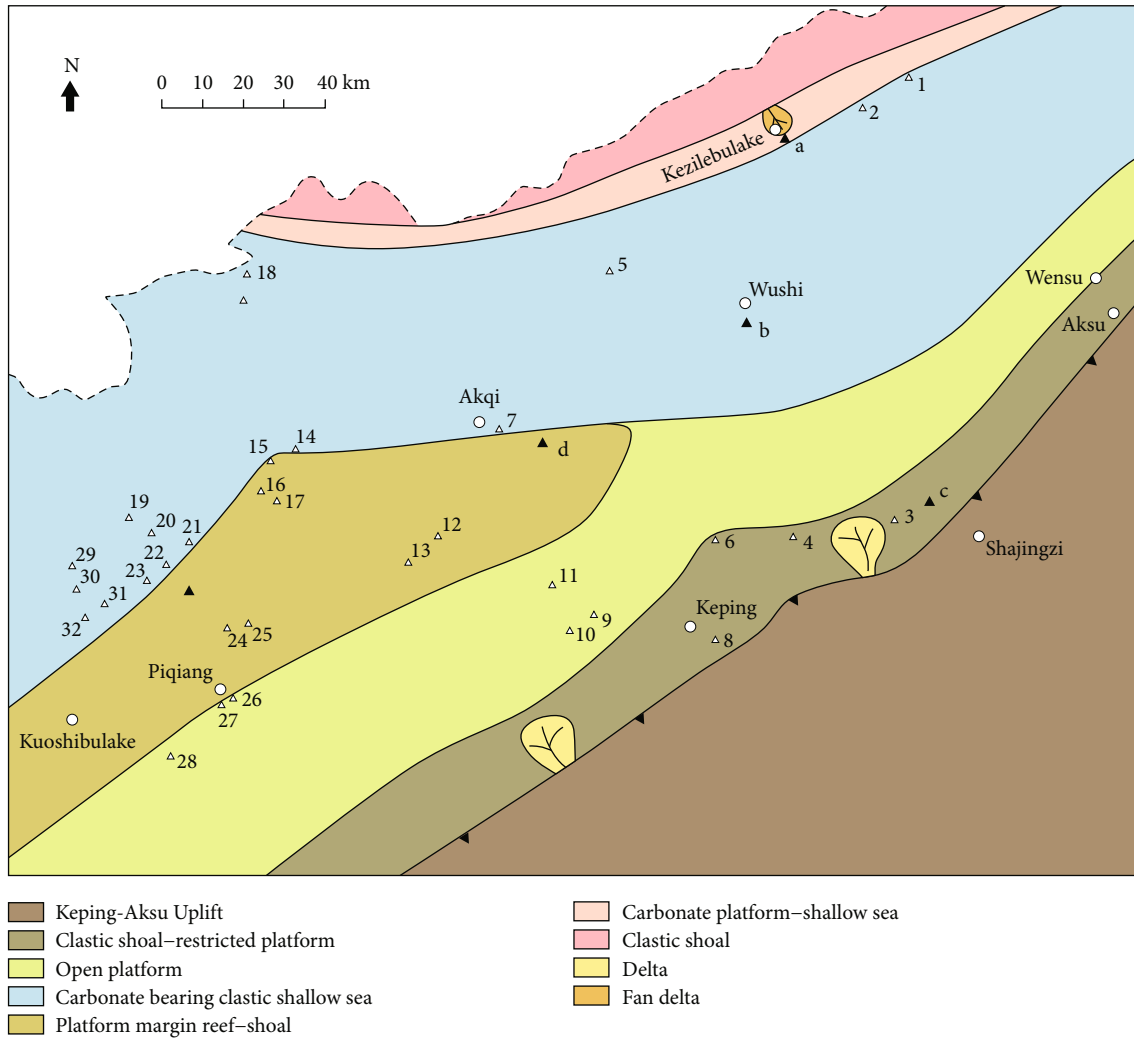 N
0 10 20 30 40 km
1
2
Kezilebulake
a
18
5
Wensu
Wushi
Aksu
b
Akqi
7
14
15
d
16
17
c
19
3
20
12
21
4
6
Shajingzi
13
29
22
23
11
30
31
9
Keping
32
10
24
25
8
Piqiang
26
27
Kuoshibulake
28
Keping-Aksu Uplift
Clastic shoal–restricted platform
Open platform
Carbonate bearing clastic shallow sea
Platform margin reef–shoal
Carbonate platform–shallow sea
Clastic shoal
Delta
Fan delta